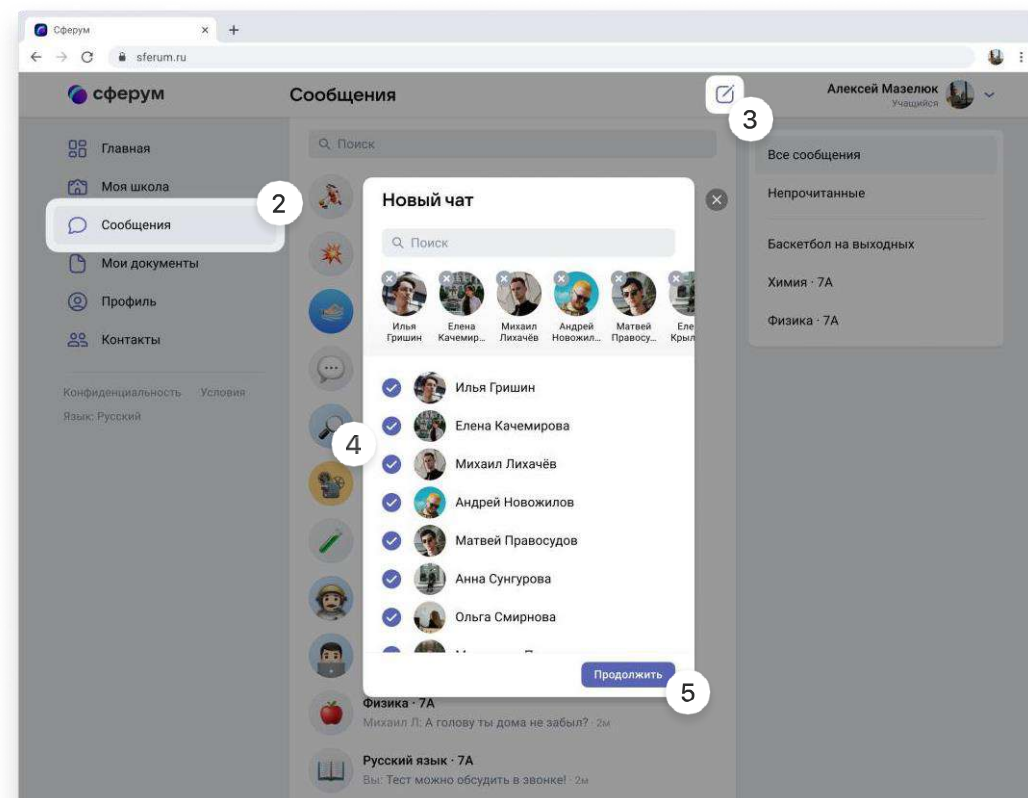 Сферум
sferum.ru
сферум
Сообщения
3
Алексей Мазелюк
Учащийся
Главная
Моя школа
2
Сообщения
Мои документы
Профиль
Контакты
Конфиденциальность Условия
Язык: Русский
Поиск
Новый чат
Поиск
Илья Гришин
Елена Качемир...
Михаил Лихачёв
Андрей Новожил...
Матвей Правосу...
Еле Крыл
Илья Гришин
Елена Качемирова
4
Михаил Лихачёв
Андрей Новожилов
Матвей Правосудов
Анна Сунгурова
Ольга Смирнова
Продолжить
5
Физика · 7А
Михаил Л: А голову ты дома не забыл? · 2м
Русский язык · 7А
Вы: Тест можно обсудить в звонке! · 2м
Все сообщения
Непрочитанные
Баскетбол на выходных
Химия · 7А
Физика · 7А